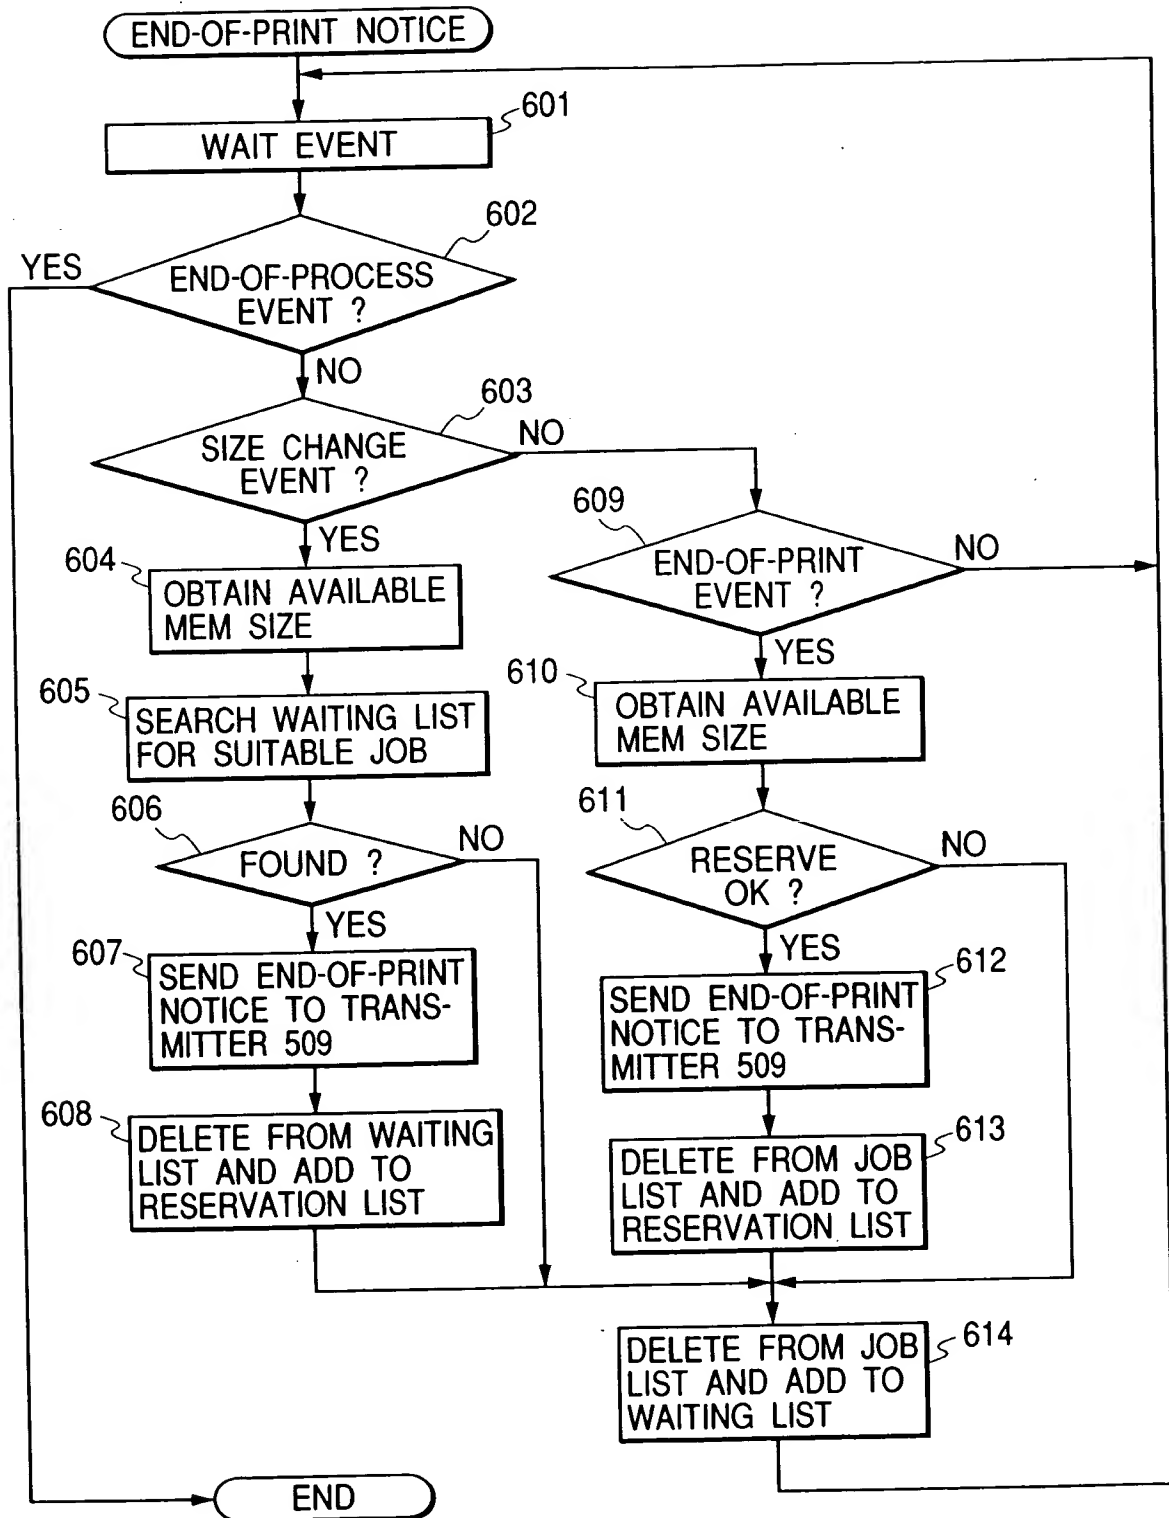 END-OF-PRINT NOTICE
601
WAIT EVENT
602
YES
END-OF-PROCESS
EVENT ?
NO
603
SIZE CHANGE
EVENT ?
NO
YES
604
OBTAIN AVAILABLE
MEM SIZE
605
SEARCH WAITING LIST
FOR SUITABLE JOB
606
FOUND ?
NO
YES
607
SEND END-OF-PRINT
NOTICE TO TRANS-
MITTER 509
608
DELETE FROM WAITING
LIST AND ADD TO
RESERVATION LIST
609
END-OF-PRINT
EVENT ?
NO
YES
610
OBTAIN AVAILABLE
MEM SIZE
611
RESERVE
OK ?
NO
YES
612
SEND END-OF-PRINT
NOTICE TO TRANS-
MITTER 509
613
DELETE FROM JOB
LIST AND ADD TO
RESERVATION LIST
614
DELETE FROM JOB
LIST AND ADD TO
WAITING LIST
END